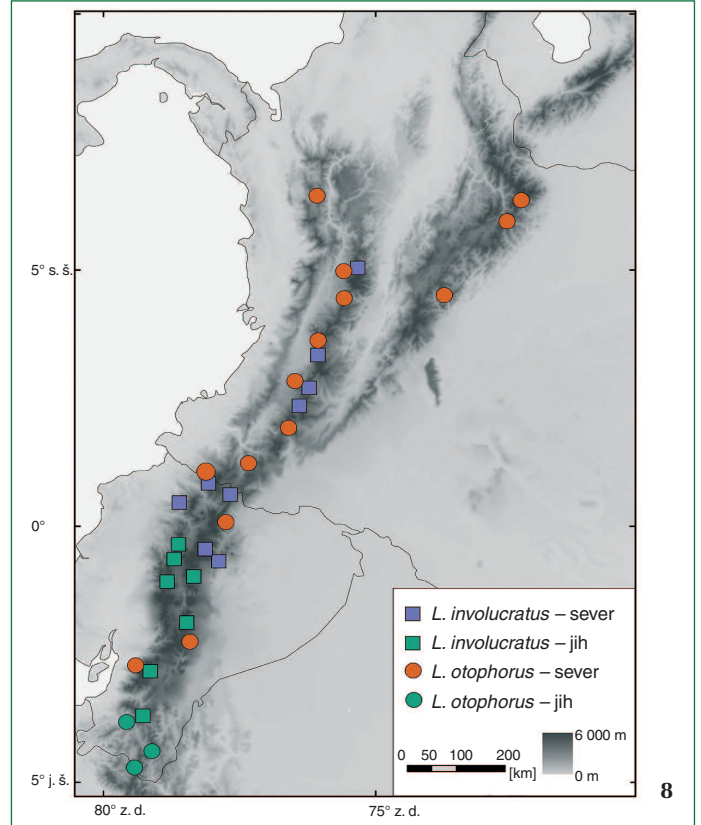 5° s. š.
0°
L. involucratus – sever
L. involucratus – jih
L. otophorus – sever
L. otophorus – jih
0 50 100 200
[km]
6 000 m
0 m
5° j. š.
80° z. d.
75° z. d.
8